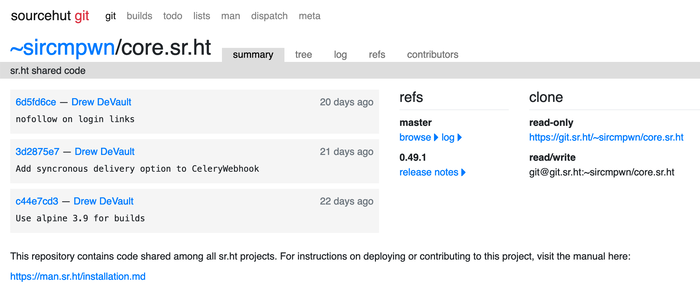 sourcehut git git builds todo lists man dispatch meta
~sircmpwn/core.sr.ht summary tree log refs contributors
sr.ht shared code
6d5fd6ce — Drew DeVault 20 days ago
nofollow on login links
3d2875e7 — Drew DeVault 21 days ago
Add syncronous delivery option to CeleryWebhook
c44e7cd3 — Drew DeVault 22 days ago
Use alpine 3.9 for builds
refs
master
browse log
0.49.1
release notes
clone
read-only
https://git.sr.ht/~sircmpwn/core.sr.ht
read/write
git@git.sr.ht:~sircmpwn/core.sr.ht
This repository contains code shared among all sr.ht projects. For instructions on deploying or contributing to this project, visit the manual here:
https://man.sr.ht/installation.md